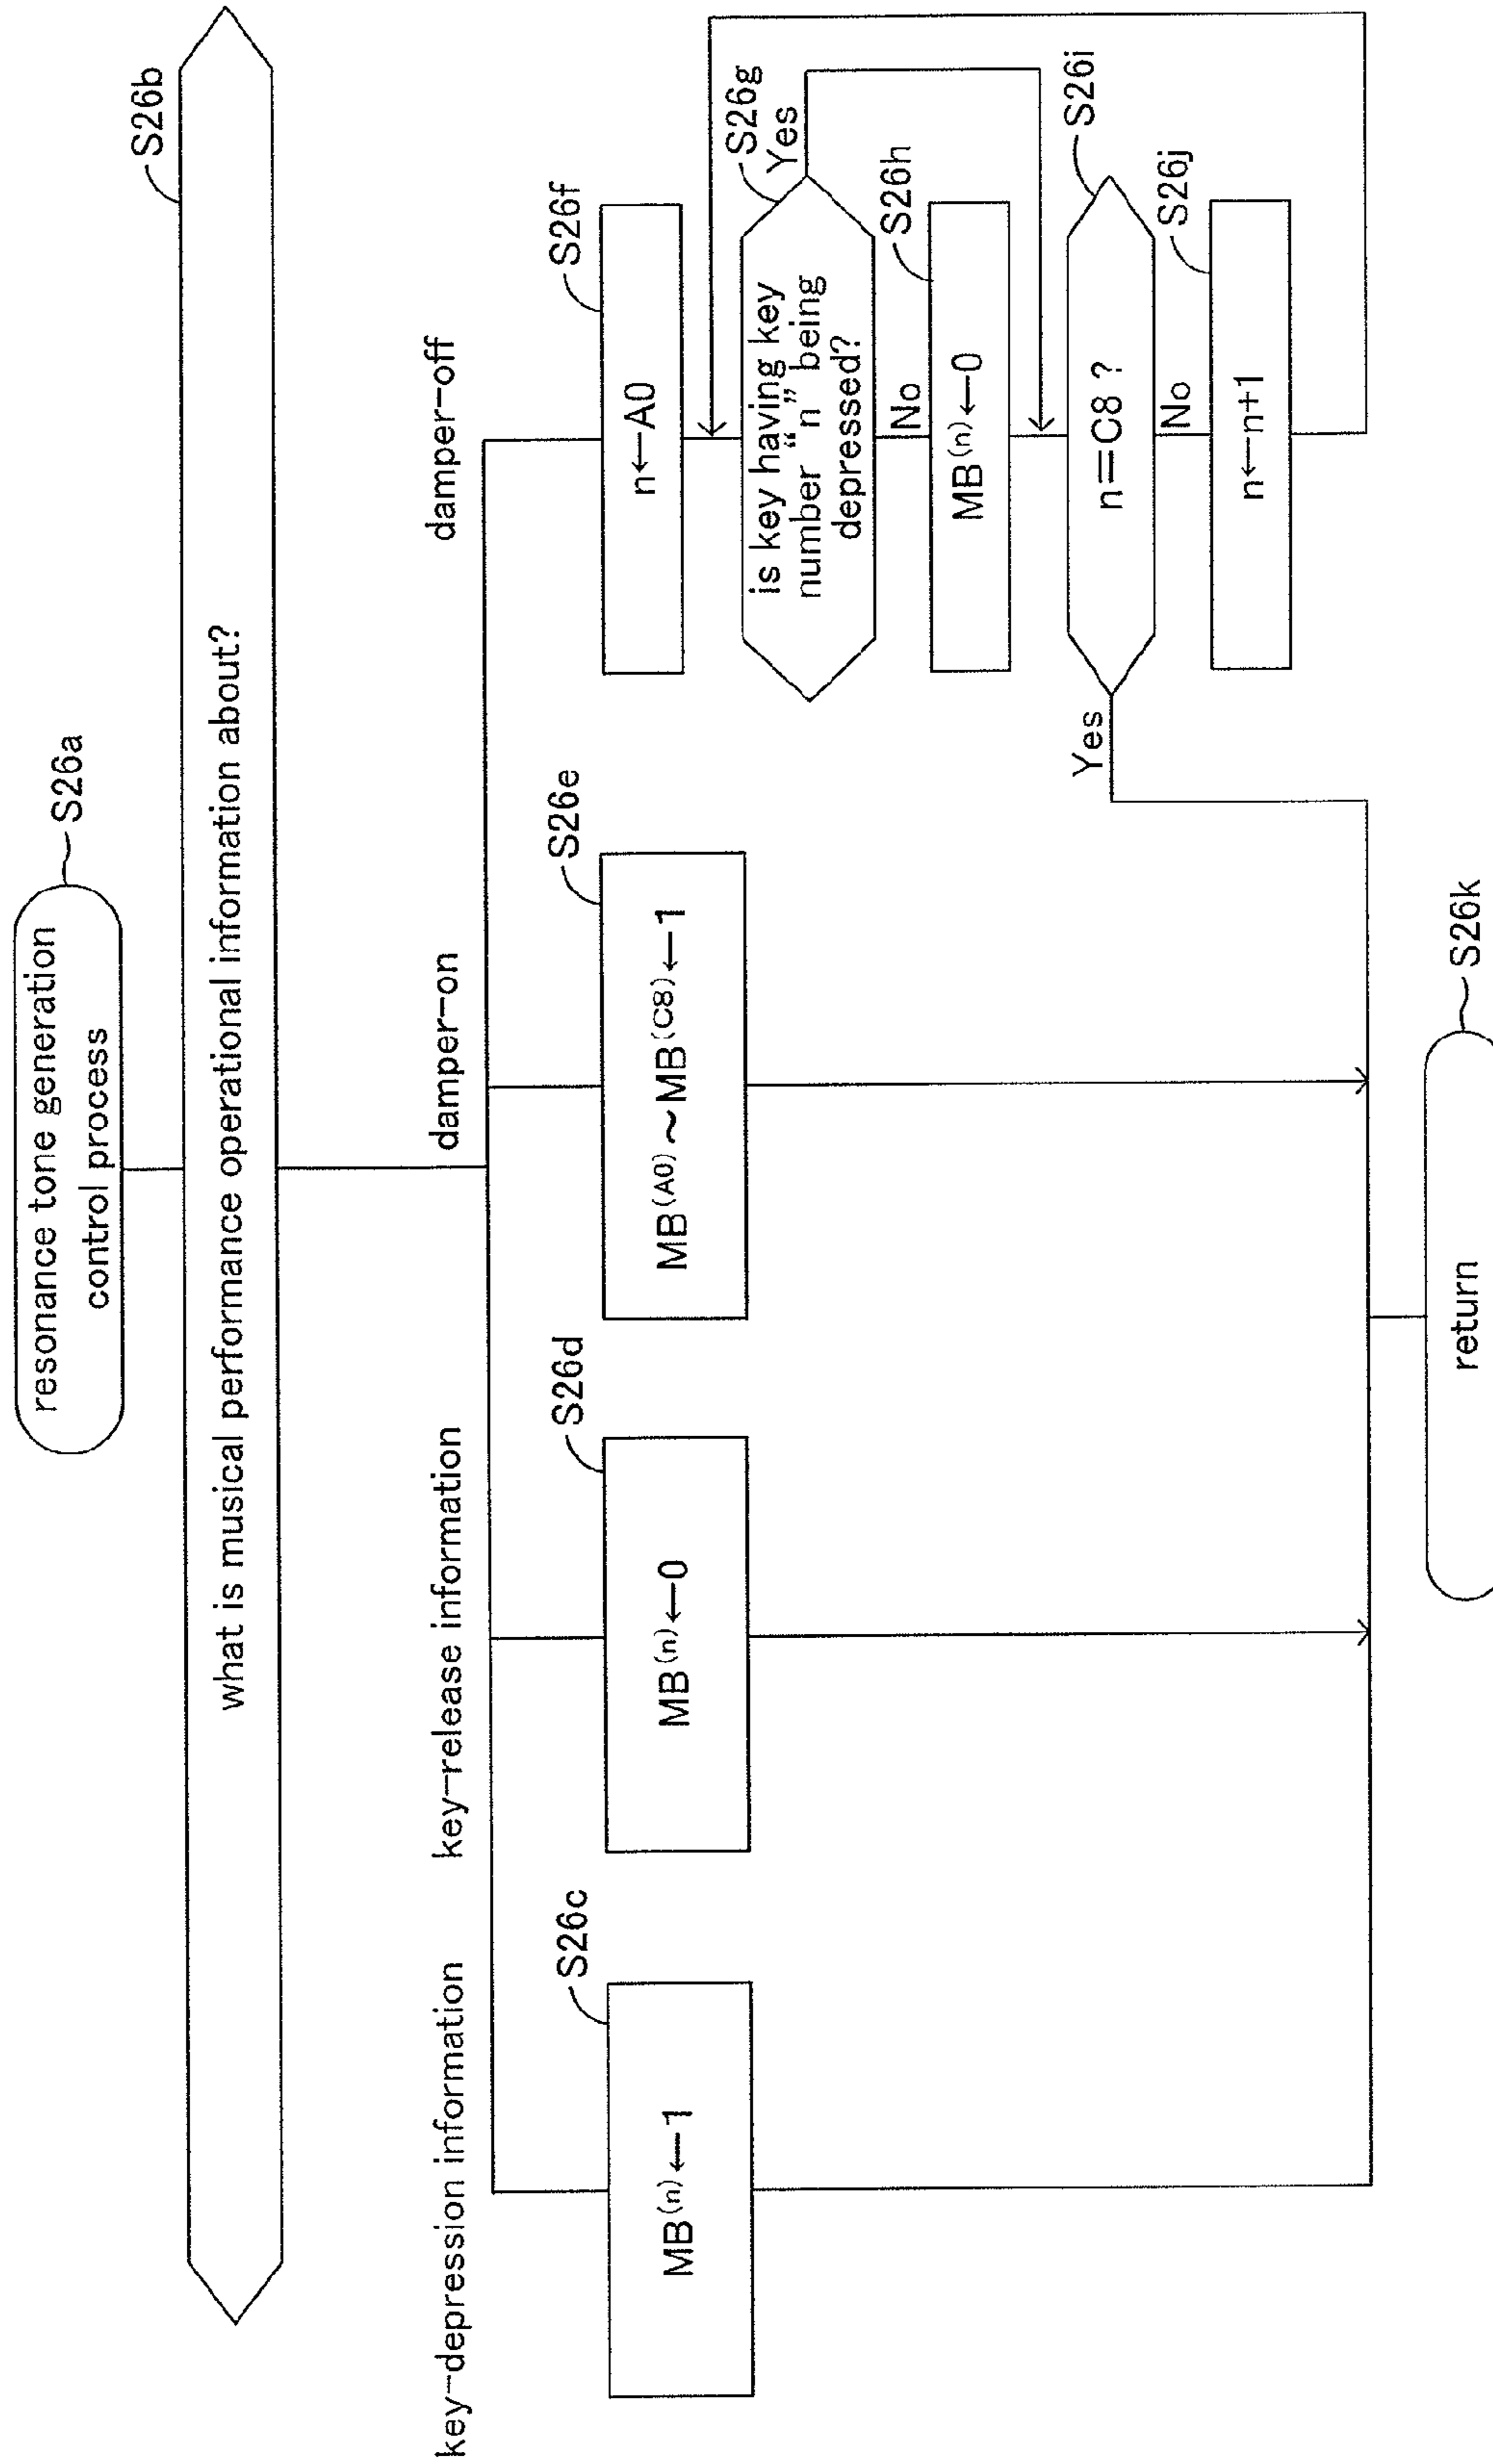 resonance tone generation
control process
S26a
what is musical performance operational information about?
S26b
key-depression information
key-release information
damper-on
damper-off
MB(n)←1
S26c
MB(n)←0
S26d
MB(A0)~MB(C8)←1
S26e
n←A0
S26f
is key having key
number “n” being
depressed?
S26g
Yes
No
MB(n)←0
S26h
n=C8 ?
S26i
Yes
No
n←n+1
S26j
return
S26k